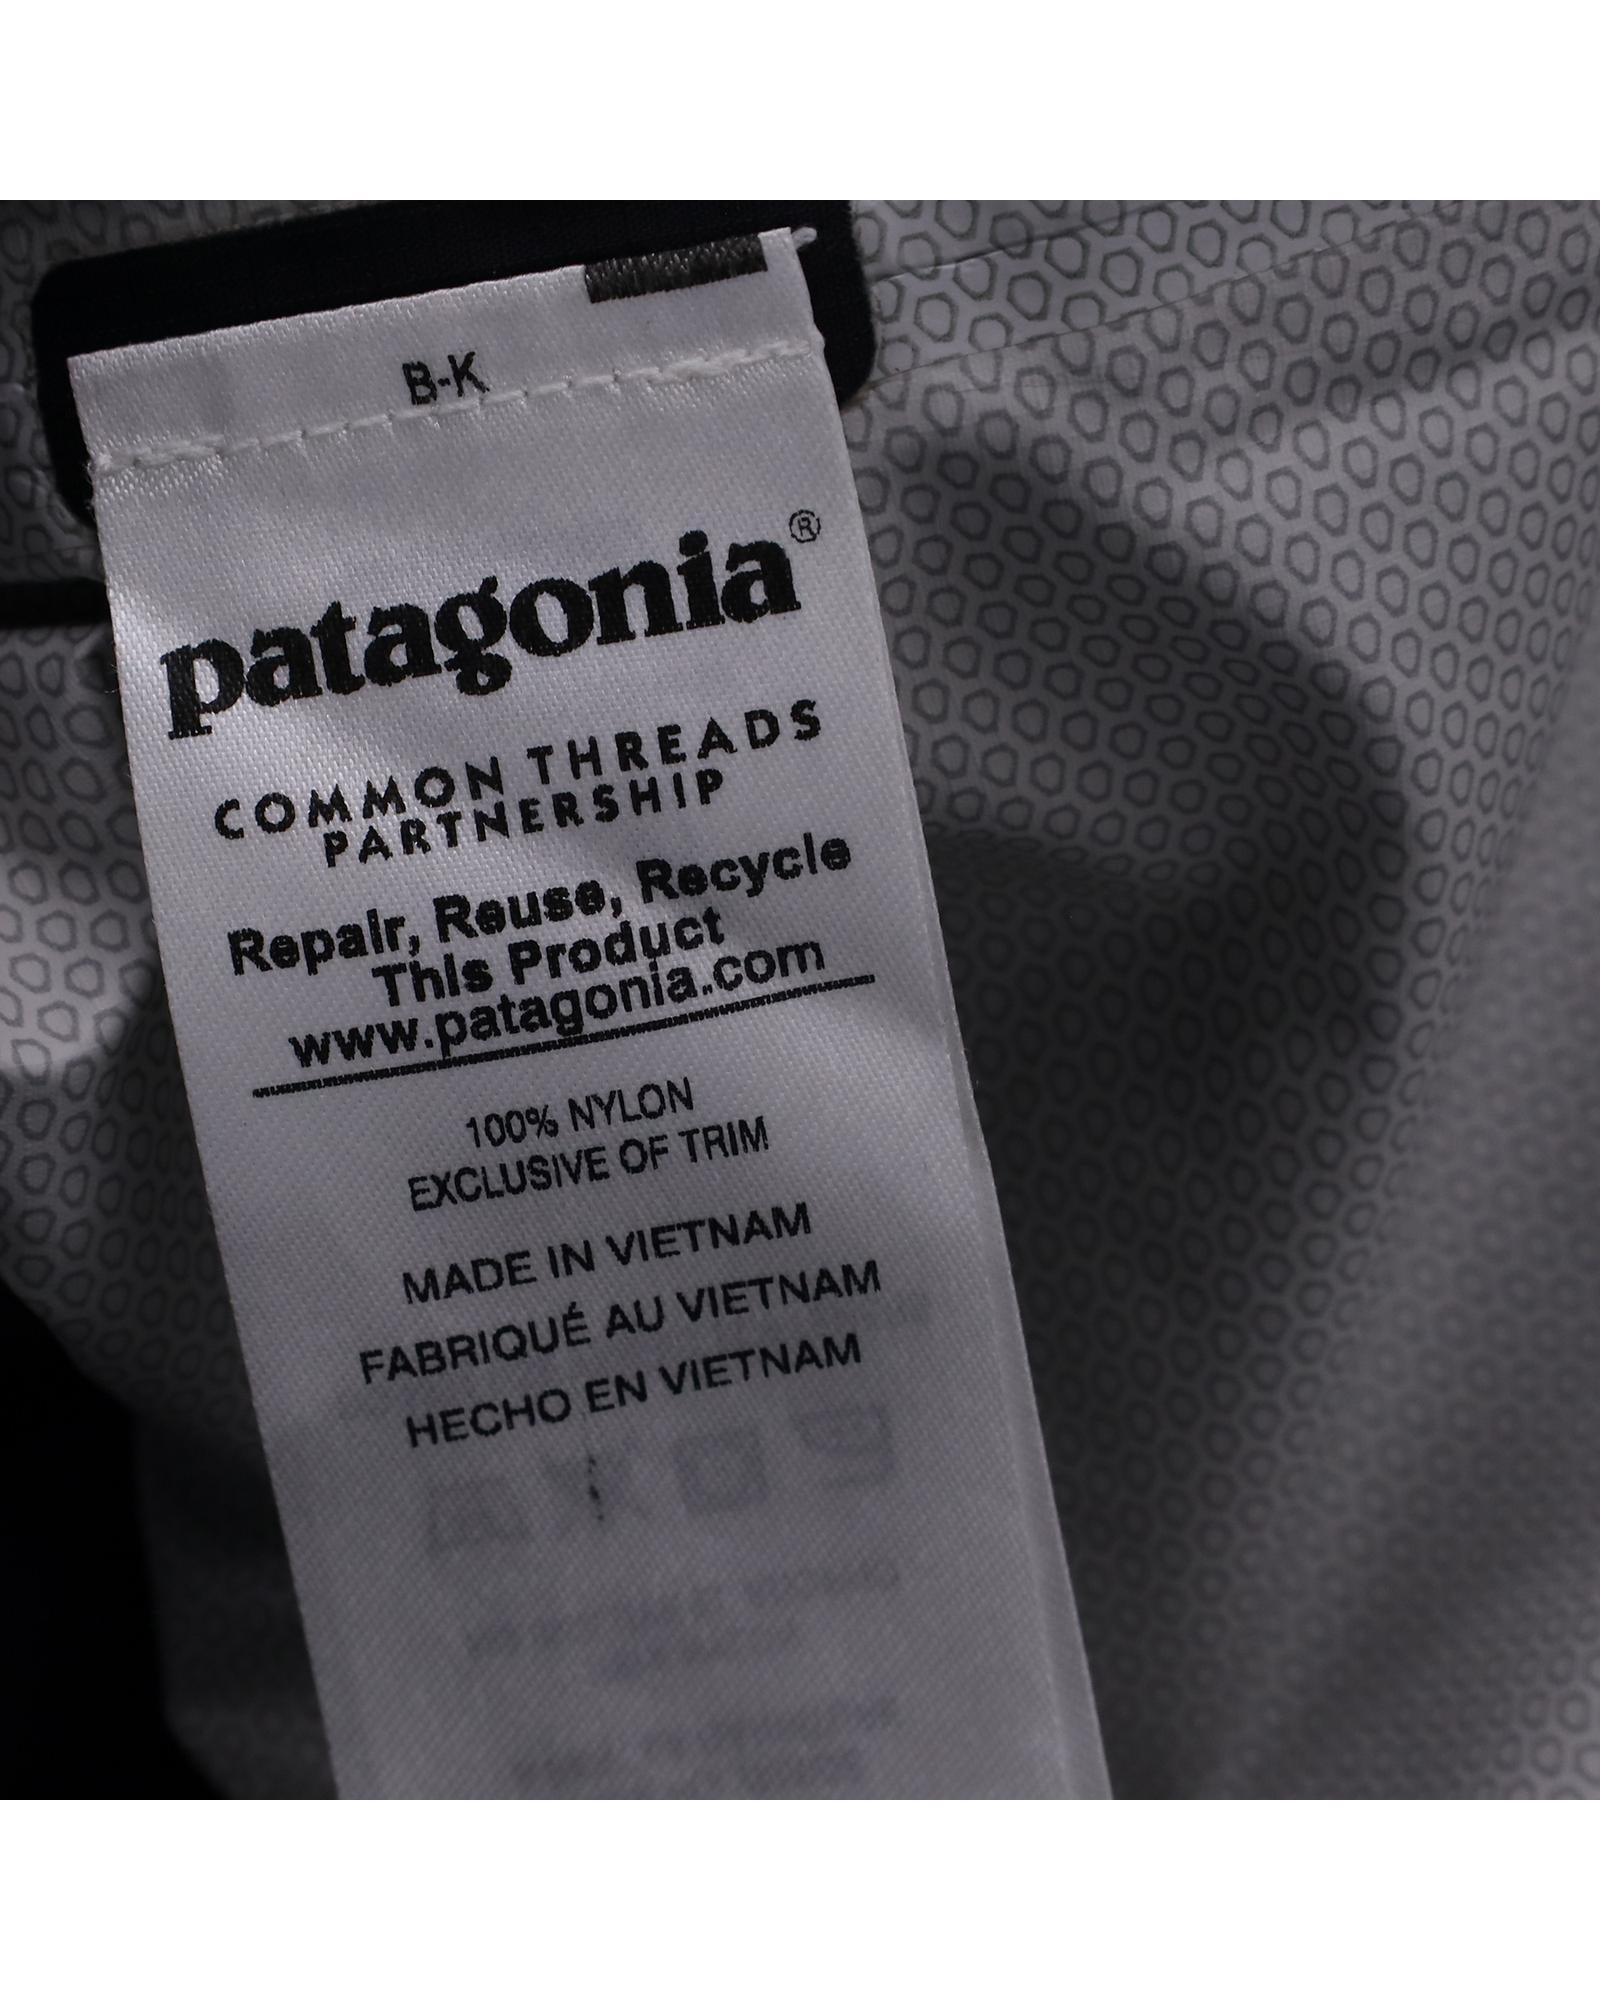 B-K
patagonia®
COMMON THREADS
PARTNERSHIP
Repair, Reuse, Recycle
This Product
www.patagonia.com
100% NYLON
EXCLUSIVE OF TRIM
MADE IN VIETNAM
FABRIQUÉ AU VIETNAM
HECHO EN VIETNAM